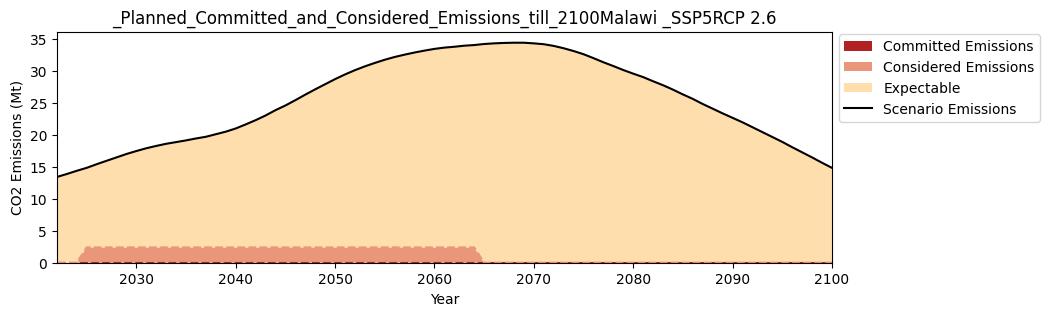 _Planned_Committed_and_Considered_Emissions_till_2100Malawi _SSP5RCP 2.6
CO2 Emissions (Mt)
35
30
25
20
15
10
5
0
2030 2040 2050 2060 2070 2080 2090 2100
Year
Committed Emissions
Considered Emissions
Expectable
Scenario Emissions